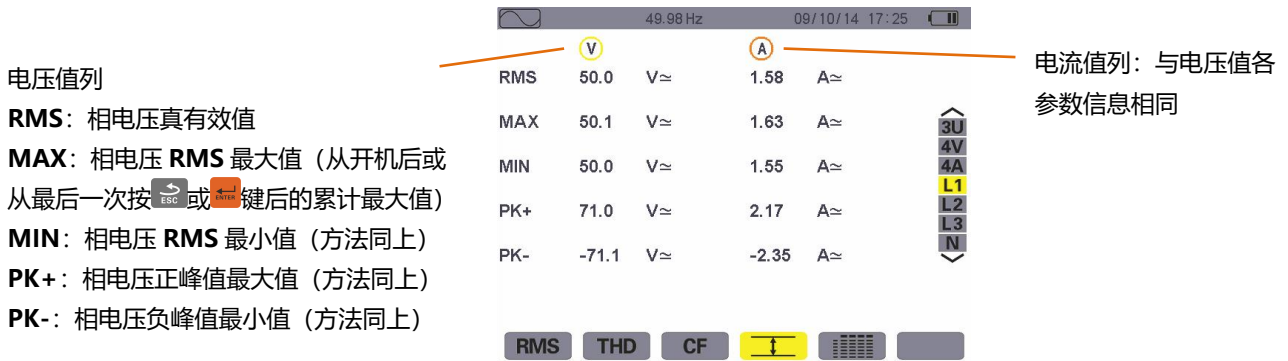 49.98 Hz 09/10/14 17:25
V A
RMS 50.0 V≃ 1.58 A≃
MAX 50.1 V≃ 1.63 A≃
MIN 50.0 V≃ 1.55 A≃
PK+ 71.0 V≃ 2.17 A≃
PK- -71.1 V≃ -2.35 A≃
3U
4V
4A
L1
L2
L3
N
RMS THD CF
电压值列
RMS：相电压真有效值
MAX：相电压 RMS 最大值（从开机后或
从最后一次按 ESC 或 ENTER 键后的累计最大值）
MIN：相电压 RMS 最小值（方法同上）
PK+：相电压正峰值最大值（方法同上）
PK-：相电压负峰值最小值（方法同上）
电流值列：与电压值各
参数信息相同